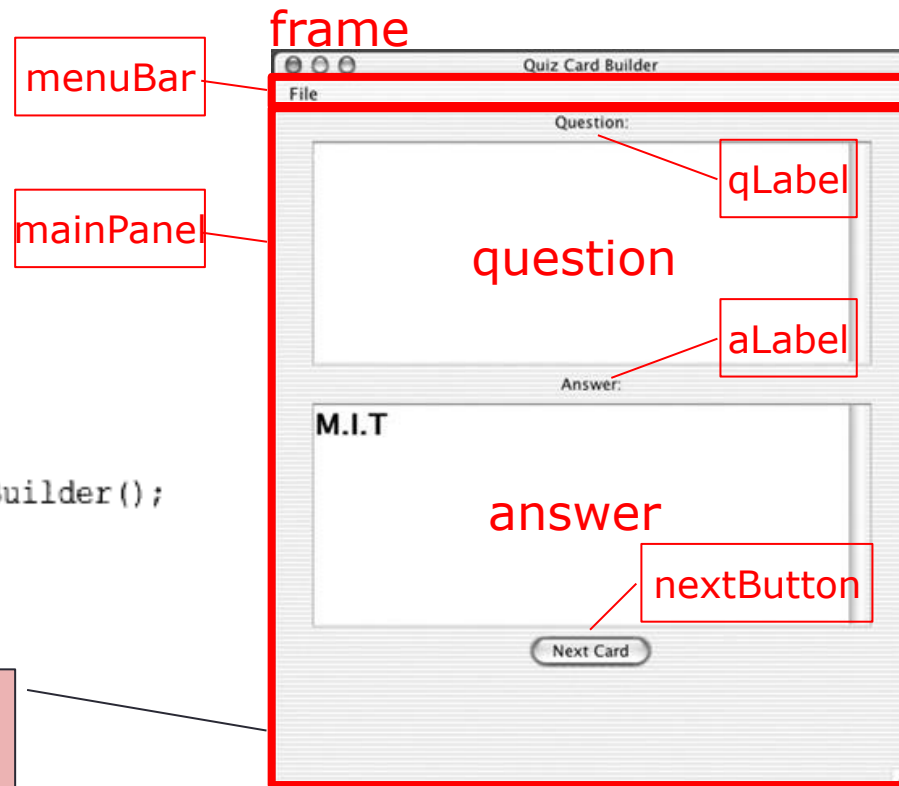 frame
menuBar
Quiz Card Builder
File
Question:
qLabel
mainPanel
question
aLabel
Answer:
M.I.T
uilder();
answer
nextButton
Next Card